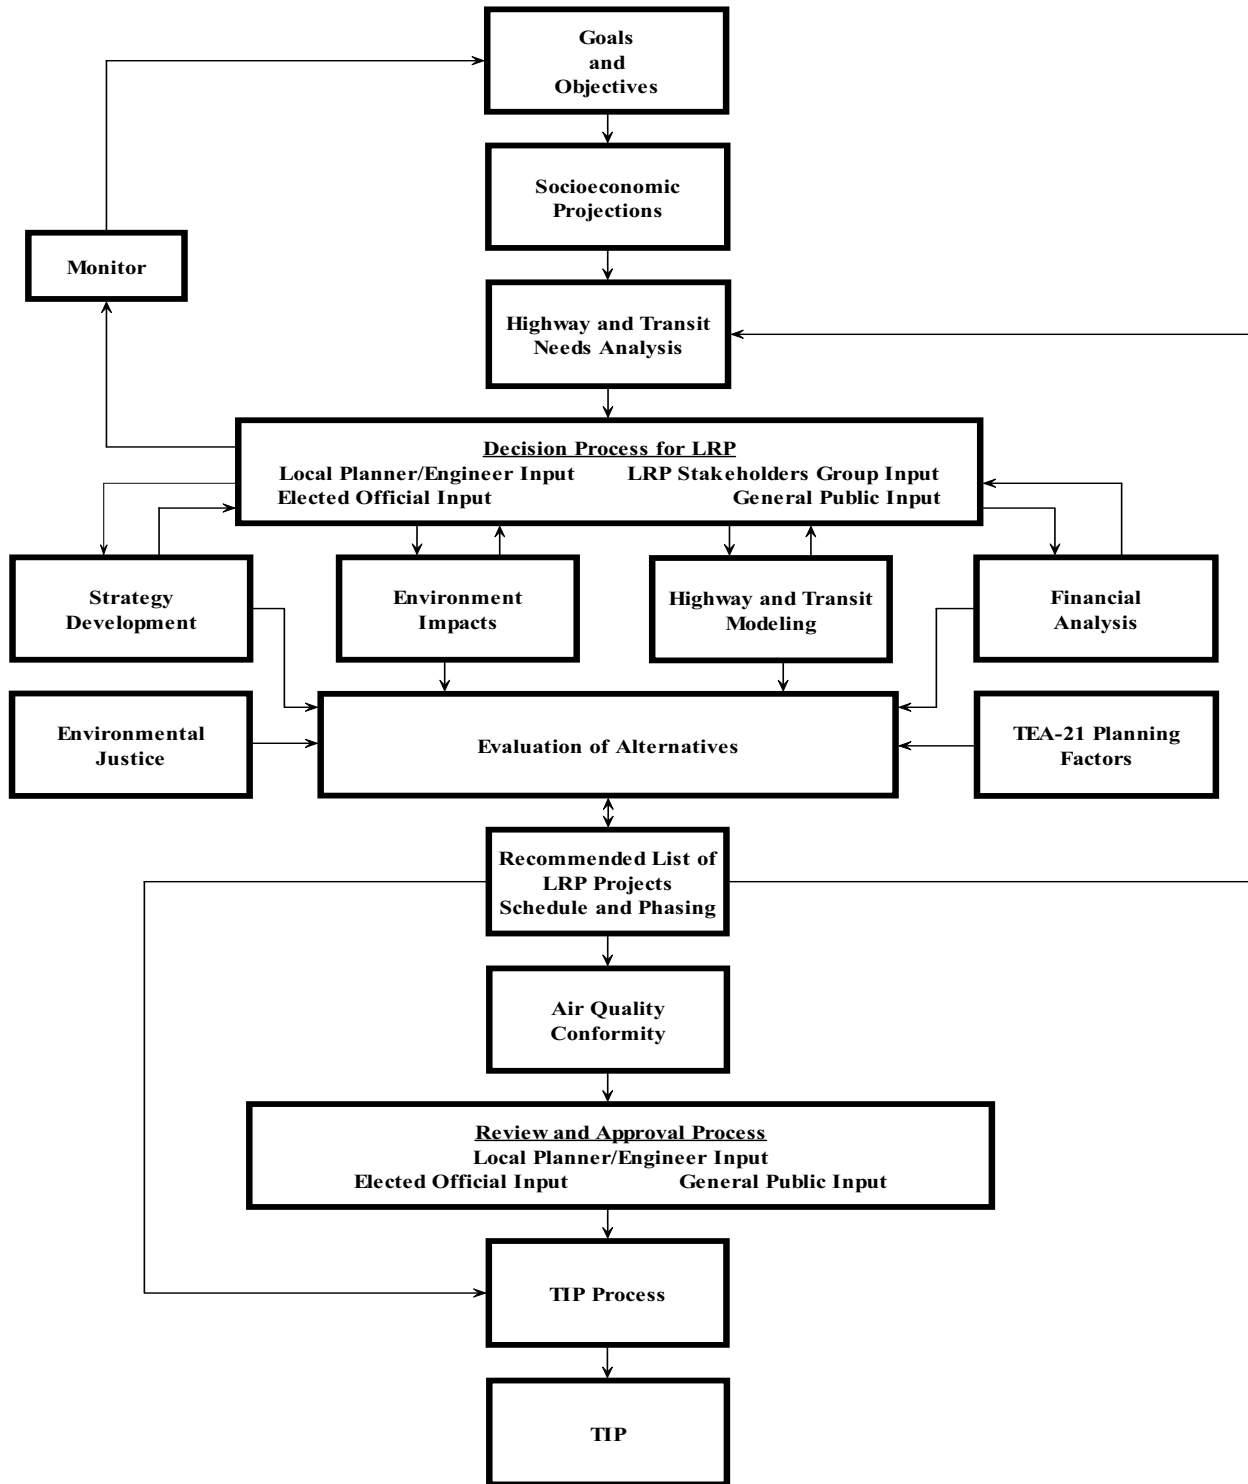 Goals
and
Objectives
Socioeconomic
Projections
Monitor
Highway and Transit
Needs Analysis
Decision Process for LRP
Local Planner/Engineer Input LRP Stakeholders Group Input
Elected Official Input General Public Input
Strategy
Development
Environment
Impacts
Highway and Transit
Modeling
Financial
Analysis
Environmental
Justice
Evaluation of Alternatives
TEA-21 Planning
Factors
Recommended List of
LRP Projects
Schedule and Phasing
Air Quality
Conformity
Review and Approval Process
Local Planner/Engineer Input
Elected Official Input General Public Input
TIP Process
TIP